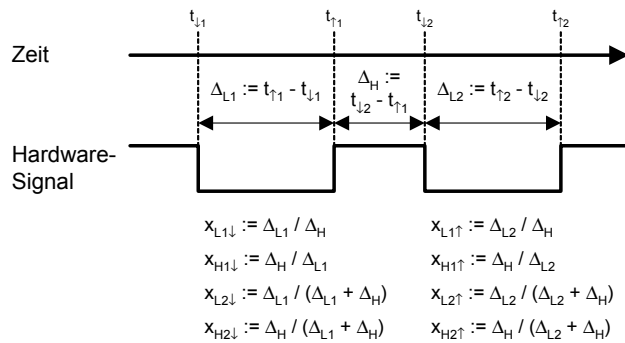 t↓1 t↑1 t↓2 t↑2
Zeit
ΔL1 := t↑1 - t↓1
ΔH :=
t↓2 - t↑1
ΔL2 := t↑2 - t↓2
Hardware-
Signal
xL1↓ := ΔL1 / ΔH
xH1↓ := ΔH / ΔL1
xL2↓ := ΔL1 / (ΔL1 + ΔH)
xH2↓ := ΔH / (ΔL1 + ΔH)
xL1↑ := ΔL2 / ΔH
xH1↑ := ΔH / ΔL2
xL2↑ := ΔL2 / (ΔL2 + ΔH)
xH2↑ := ΔH / (ΔL2 + ΔH)